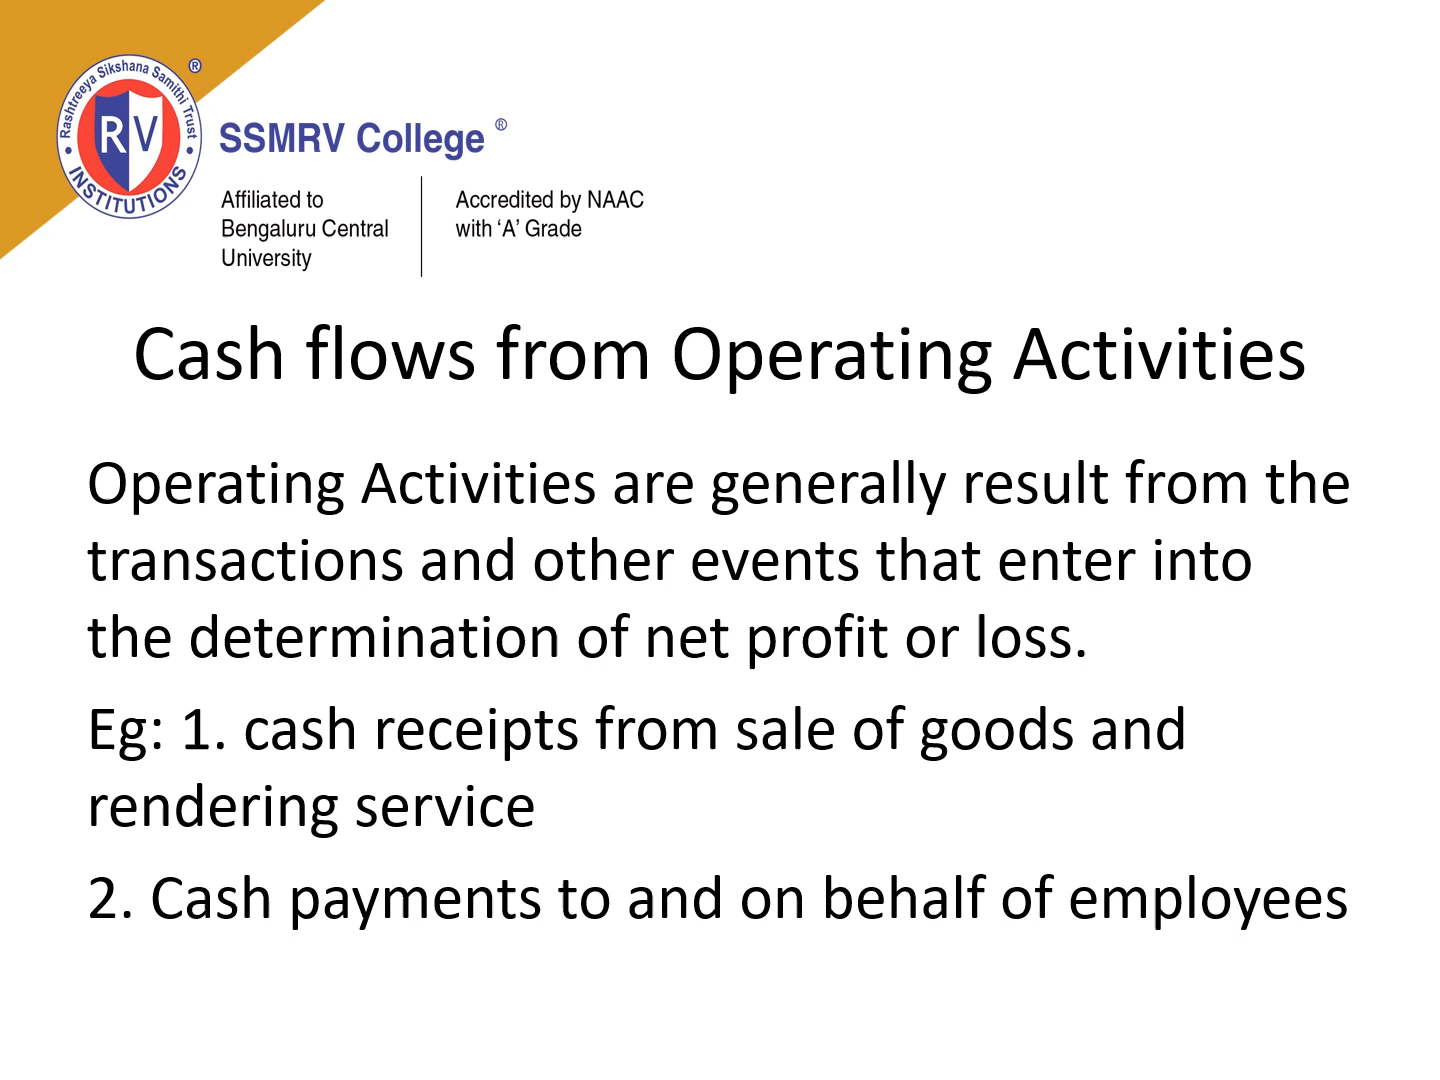 Rashtreeya Sikshana Samithi Trust ®
RV
• INSTITUTIONS •
SSMRV College ®
Affiliated to
Bengaluru Central
University
Accredited by NAAC
with ‘A’ Grade
Cash flows from Operating Activities
Operating Activities are generally result from the
transactions and other events that enter into
the determination of net profit or loss.
Eg: 1. cash receipts from sale of goods and
rendering service
2. Cash payments to and on behalf of employees